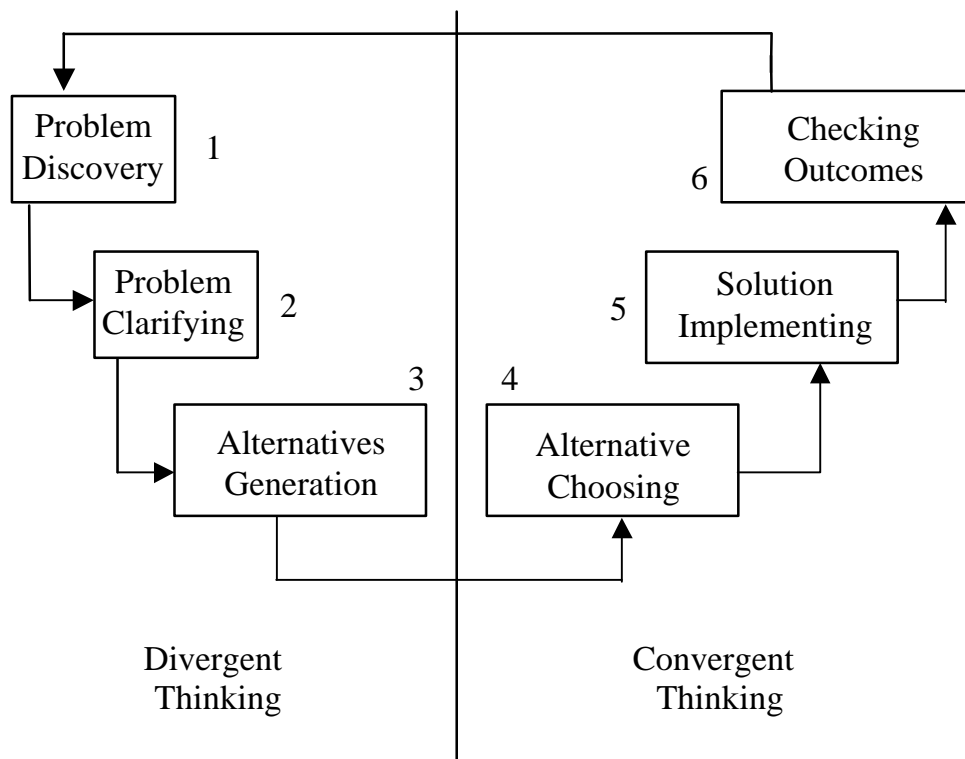 Problem
Discovery
1
Problem
Clarifying
2
3
Alternatives
Generation
4
Alternative
Choosing
5
Solution
Implementing
6
Checking
Outcomes
Divergent
Thinking
Convergent
Thinking